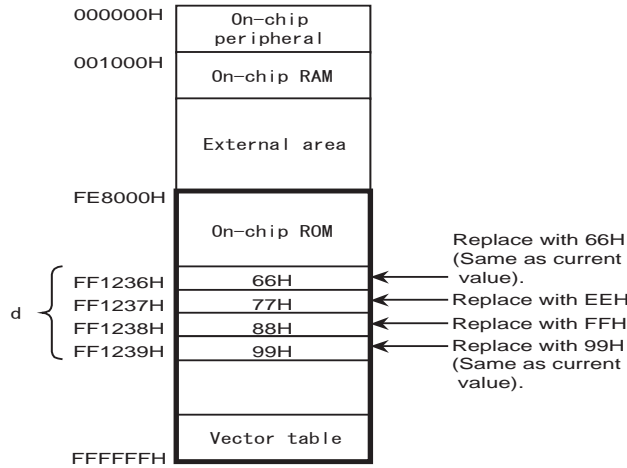 000000H
On-chip
peripheral
001000H
On-chip RAM
External area
FE8000H
On-chip ROM
Replace with 66H
(Same as current
value).
FF1236H
66H
FF1237H
77H
Replace with EEH
d
FF1238H
88H
Replace with FFH
FF1239H
99H
Replace with 99H
(Same as current
value).
Vector table
FFFFFFH